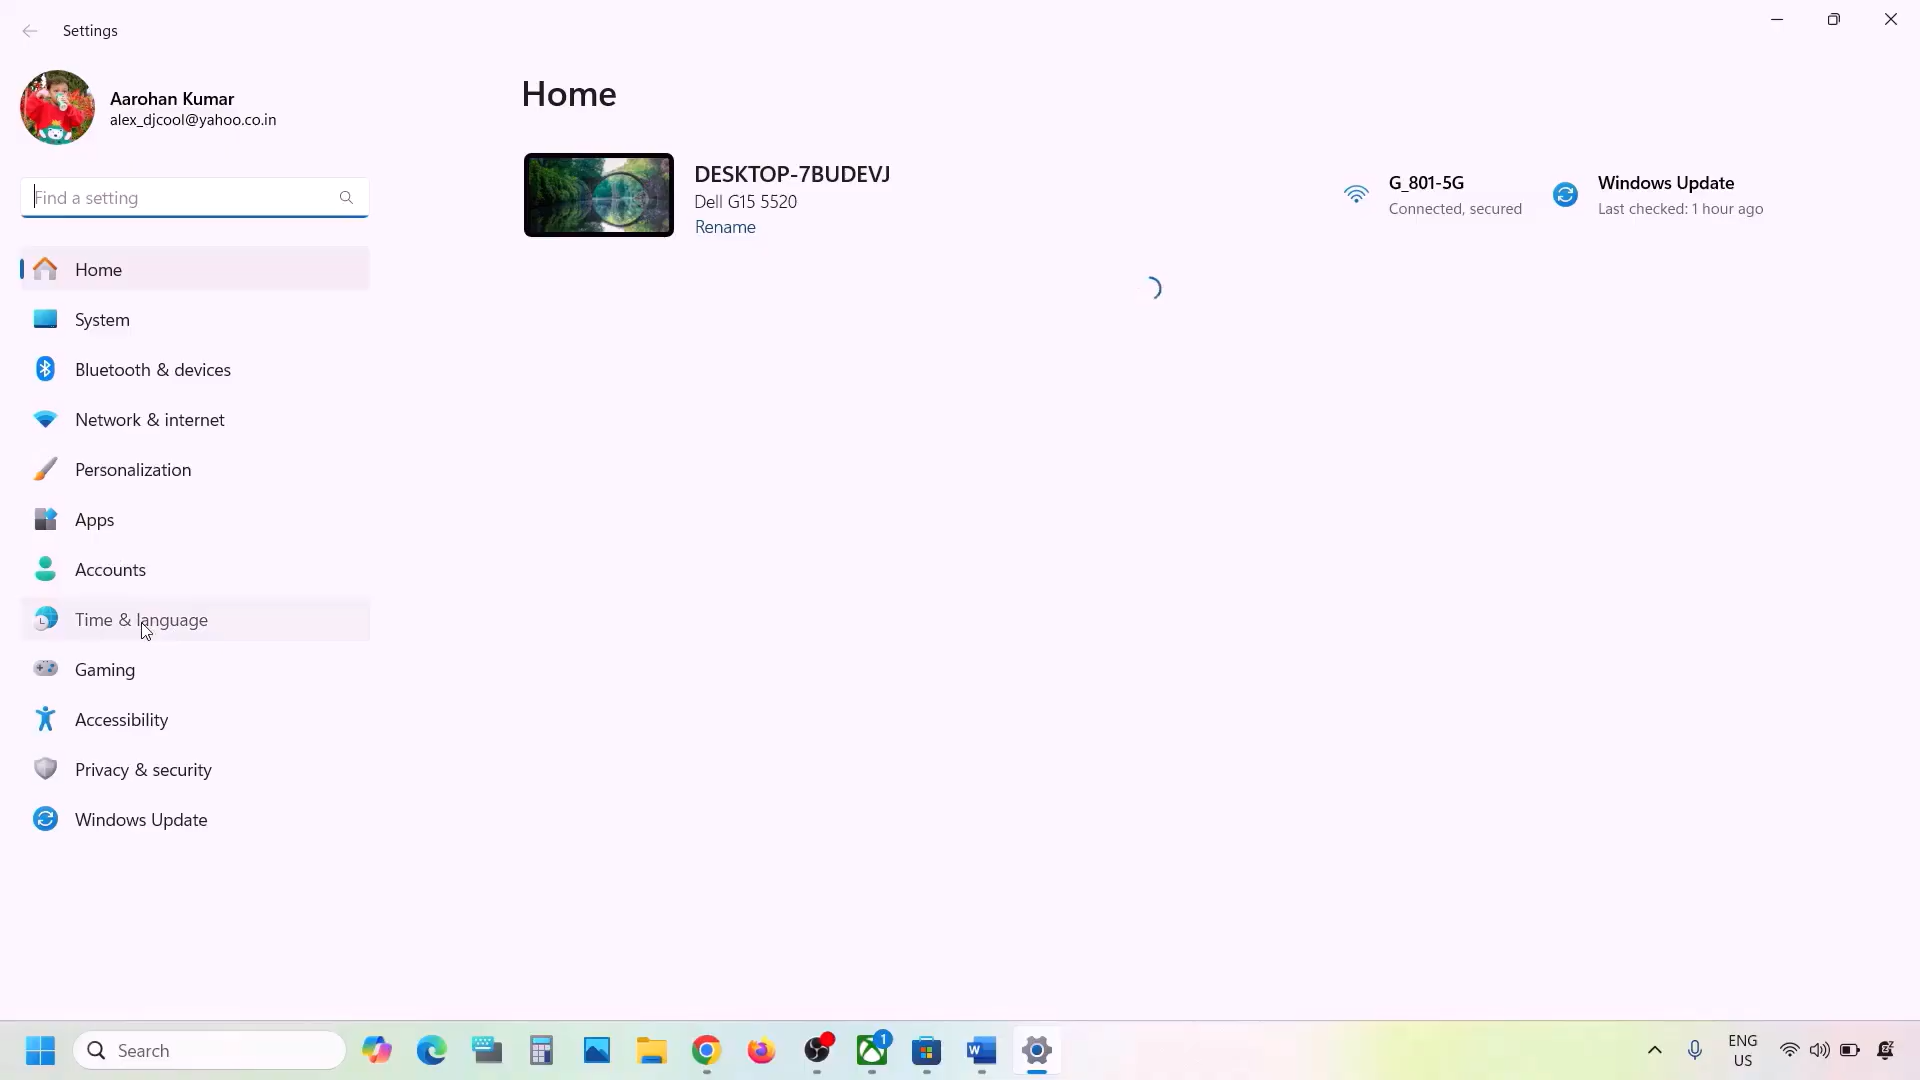 Settings
Aarohan Kumar
alex_djcool@yahoo.co.in
Find a setting
Home
System
Bluetooth & devices
Network & internet
Personalization
Apps
Accounts
Time & language
Gaming
Accessibility
Privacy & security
Windows Update
Home
DESKTOP-7BUDEVJ
Dell G15 5520
Rename
G_801-5G
Connected, secured
Windows Update
Last checked: 1 hour ago
Search
1
ENG
US